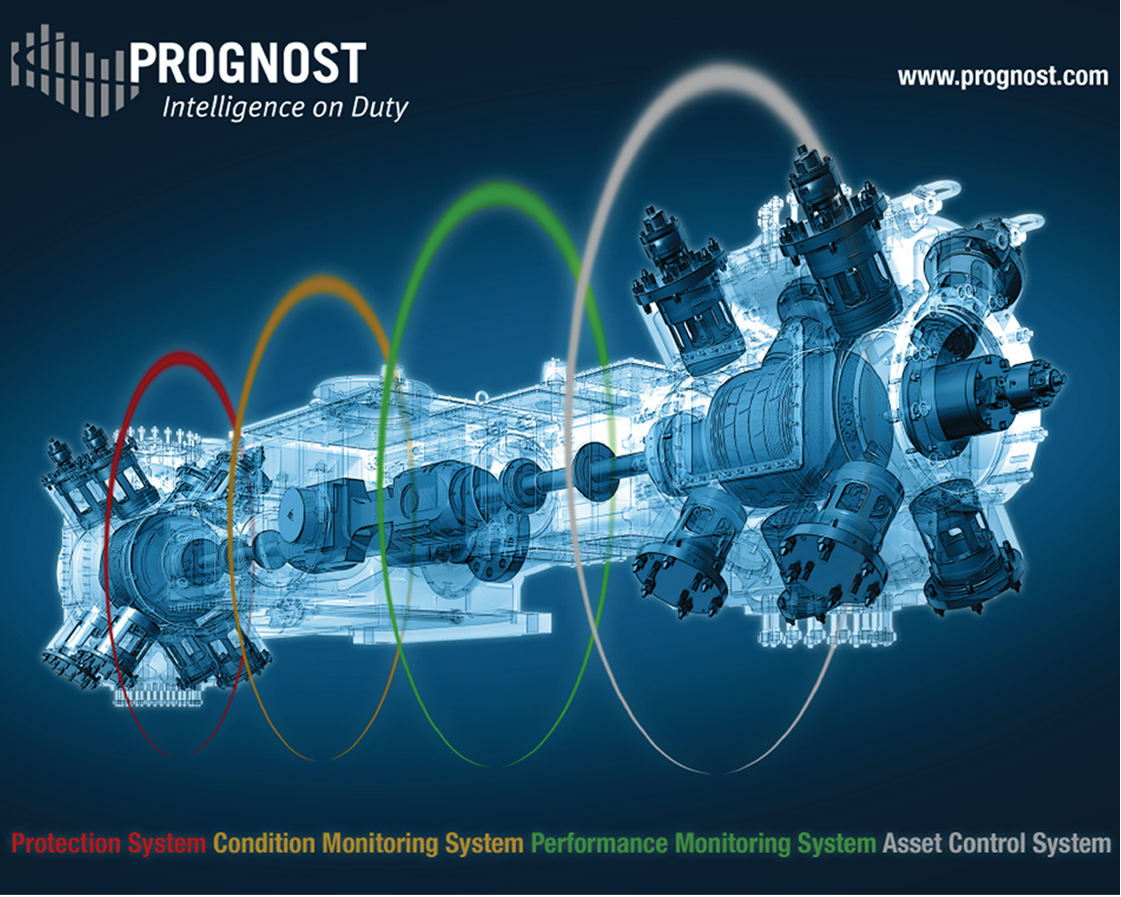 PROGNOST
Intelligence on Duty
www.prognost.com
Protection System Condition Monitoring System Performance Monitoring System Asset Control System